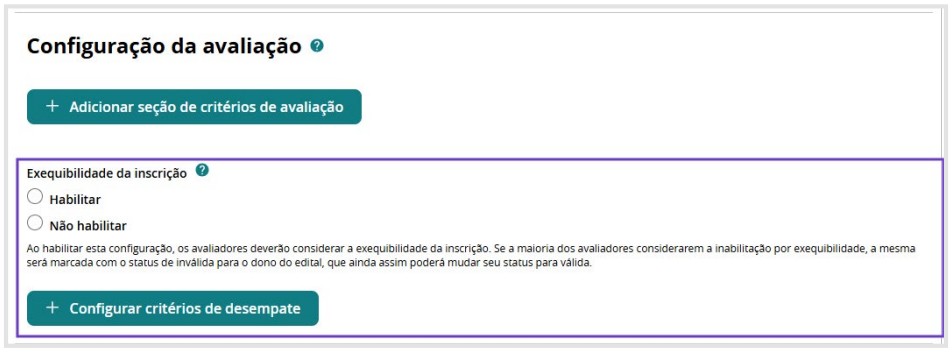 Configuração da avaliação ?
+ Adicionar seção de critérios de avaliação
Exequibilidade da inscrição ?
Habilitar
Não habilitar
Ao habilitar esta configuração, os avaliadores deverão considerar a exequibilidade da inscrição. Se a maioria dos avaliadores considerarem a inabilitação por exequibilidade, a mesma
será marcada com o status de inválida para o dono do edital, que ainda assim poderá mudar seu status para válida.
+ Configurar critérios de desempate